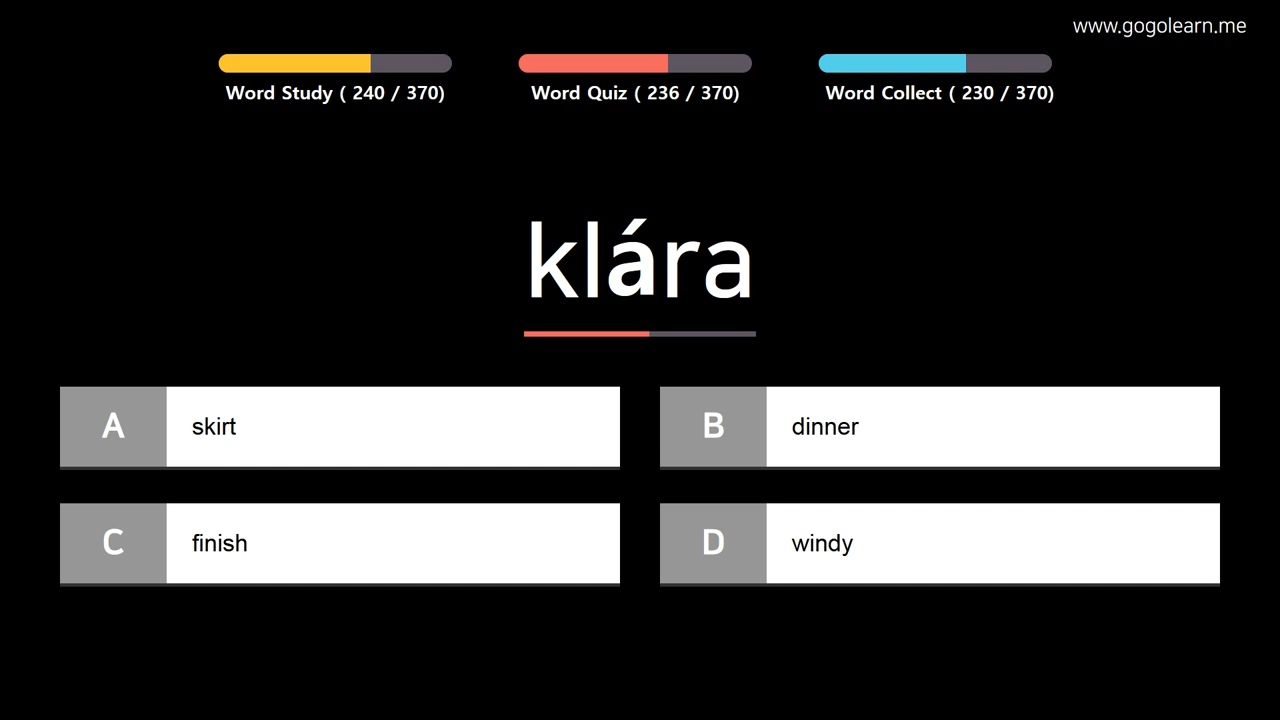 www.gogolearn.me
Word Study ( 240 / 370)
Word Quiz ( 236 / 370)
Word Collect ( 230 / 370)
klára
A skirt
B dinner
C finish
D windy